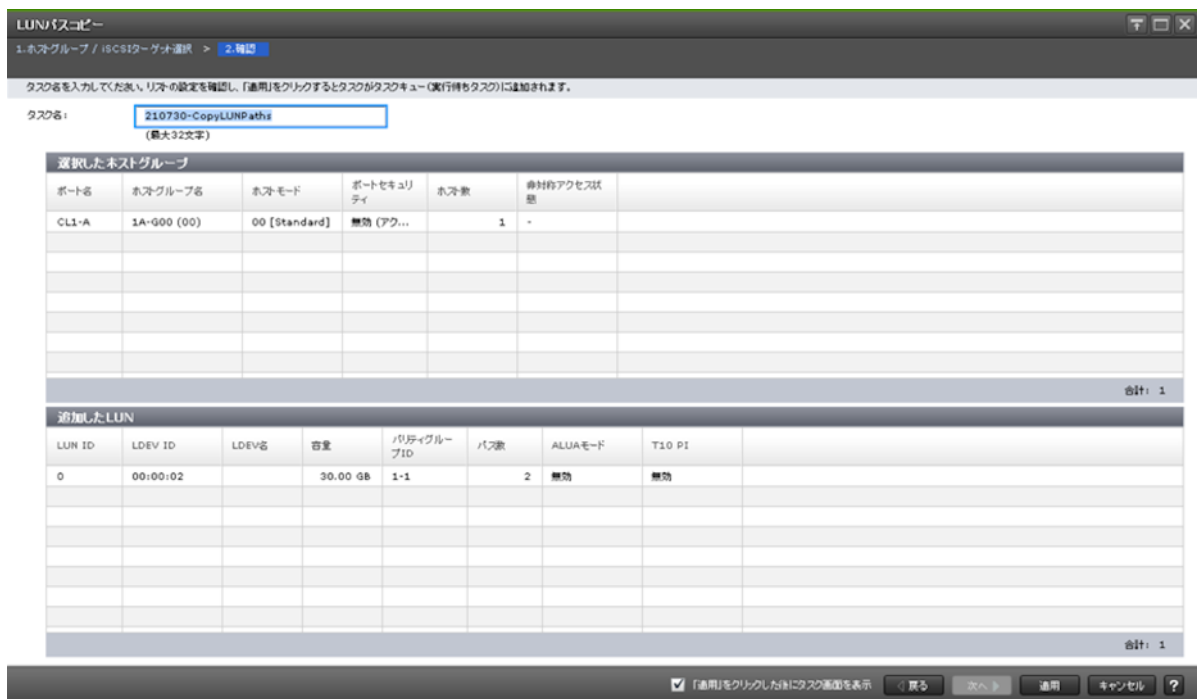 LUNパスコピー
1.ホストグループ / iSCSIターゲット選択 > 2.確認
タスク名を入力してください。リストの設定を確認し、「適用」をクリックするとタスクがタスクキュー(実行待ちタスク)に追加されます。
タスク名: 210730-CopyLUNPaths
(最大32文字)
選択したホストグループ
ポート名 ホストグループ名 ホストモード ポートセキュリティ ホスト数 非対称アクセス状態
CL1-A 1A-G00 (00) 00 [Standard] 無効 (アク... 1 -
合計: 1
追加したLUN
LUN ID LDEV ID LDEV名 容量 パリティグループID パス数 ALUAモード T10 PI
0 00:00:02 30.00 GB 1-1 2 無効 無効
合計: 1
「適用」をクリックした後にタスク画面を表示 戻る 次へ 適用 キャンセル ?